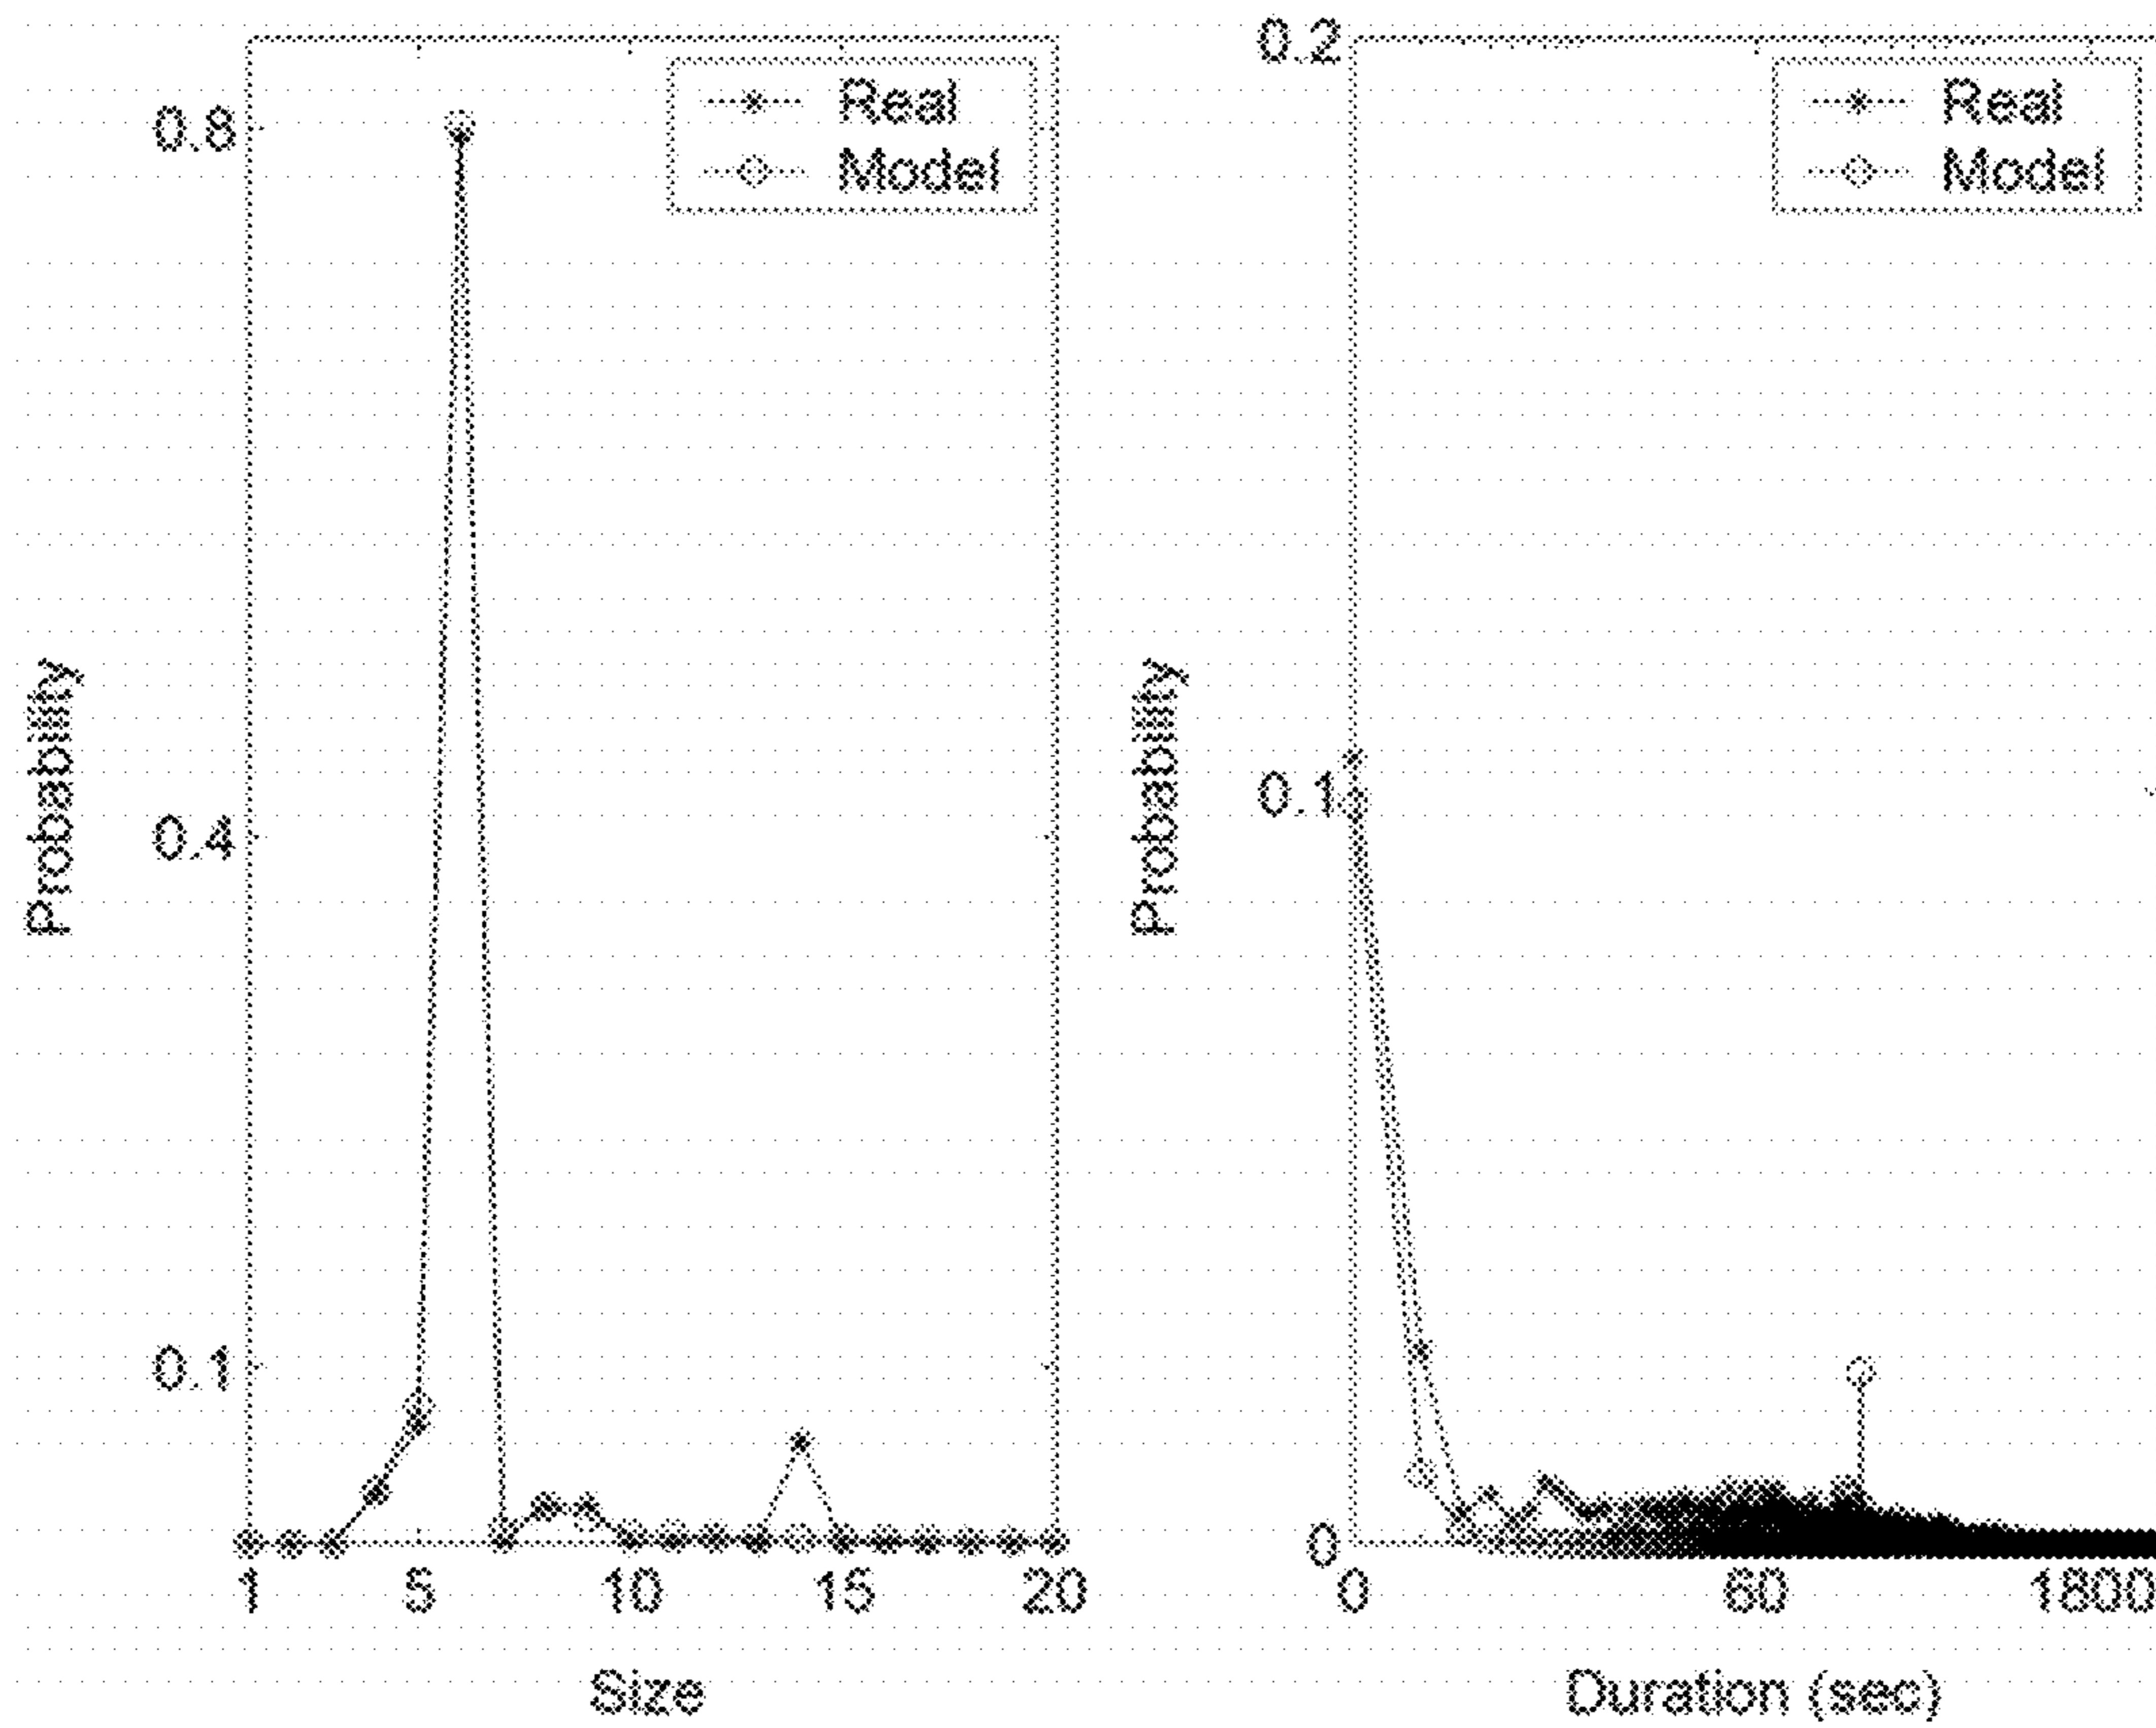 Real
Model
0.8
0.4
0.1
Probability
1 5 10 15 20
Size
Real
Model
0.2
0.1
0
Probability
0 60 1800
Duration (sec)